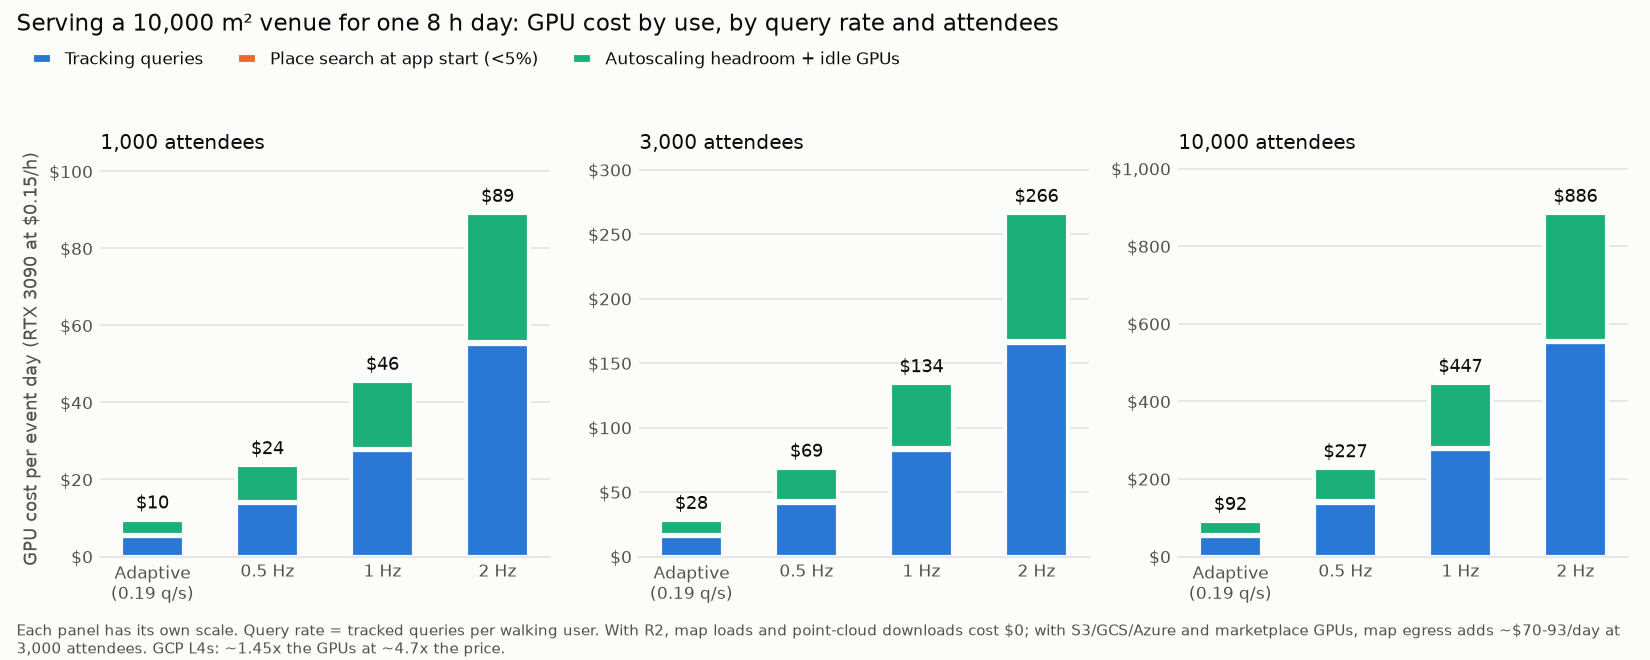 Serving a 10,000 m² venue for one 8 h day: GPU cost by use, by query rate and attendees
Tracking queries
Place search at app start (<5%)
Autoscaling headroom + idle GPUs
GPU cost per event day (RTX 3090 at $0.15/h)
1,000 attendees
$100
$80
$60
$40
$20
$0
$10
$24
$46
$89
Adaptive
(0.19 q/s)
0.5 Hz
1 Hz
2 Hz
3,000 attendees
$300
$250
$200
$150
$100
$50
$0
$28
$69
$134
$266
Adaptive
(0.19 q/s)
0.5 Hz
1 Hz
2 Hz
10,000 attendees
$1,000
$800
$600
$400
$200
$0
$92
$227
$447
$886
Adaptive
(0.19 q/s)
0.5 Hz
1 Hz
2 Hz
Each panel has its own scale. Query rate = tracked queries per walking user. With R2, map loads and point-cloud downloads cost $0; with S3/GCS/Azure and marketplace GPUs, map egress adds ~$70-93/day at
3,000 attendees. GCP L4s: ~1.45x the GPUs at ~4.7x the price.